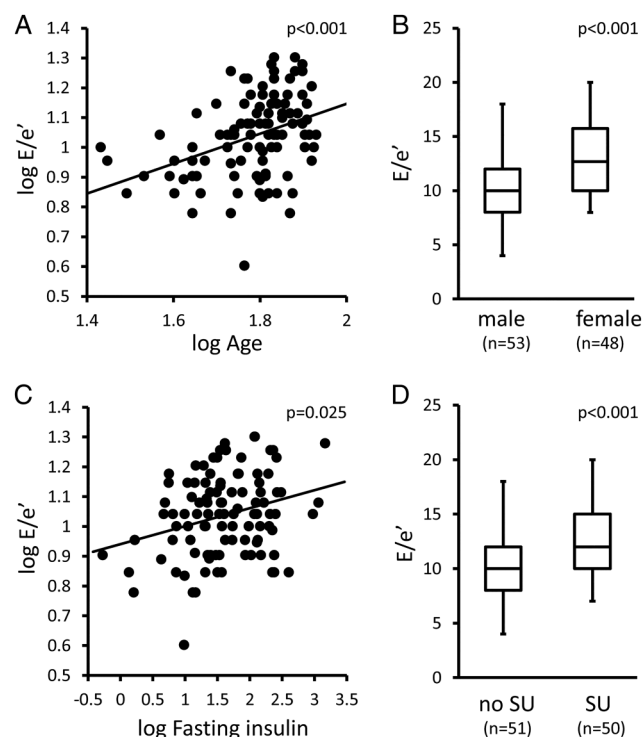 A
p<0.001
log E/e’
1.4
1.3
1.2
1.1
1
0.9
0.8
0.7
0.6
0.5
1.4
1.6
1.8
2
log Age
B
p<0.001
E/e’
25
20
15
10
5
0
male
female
(n=53)
(n=48)
C
p=0.025
log E/e’
1.4
1.3
1.2
1.1
1
0.9
0.8
0.7
0.6
0.5
-0.5
0
0.5
1
1.5
2
2.5
3
3.5
log Fasting insulin
D
p<0.001
E/e’
25
20
15
10
5
0
no SU
SU
(n=51)
(n=50)